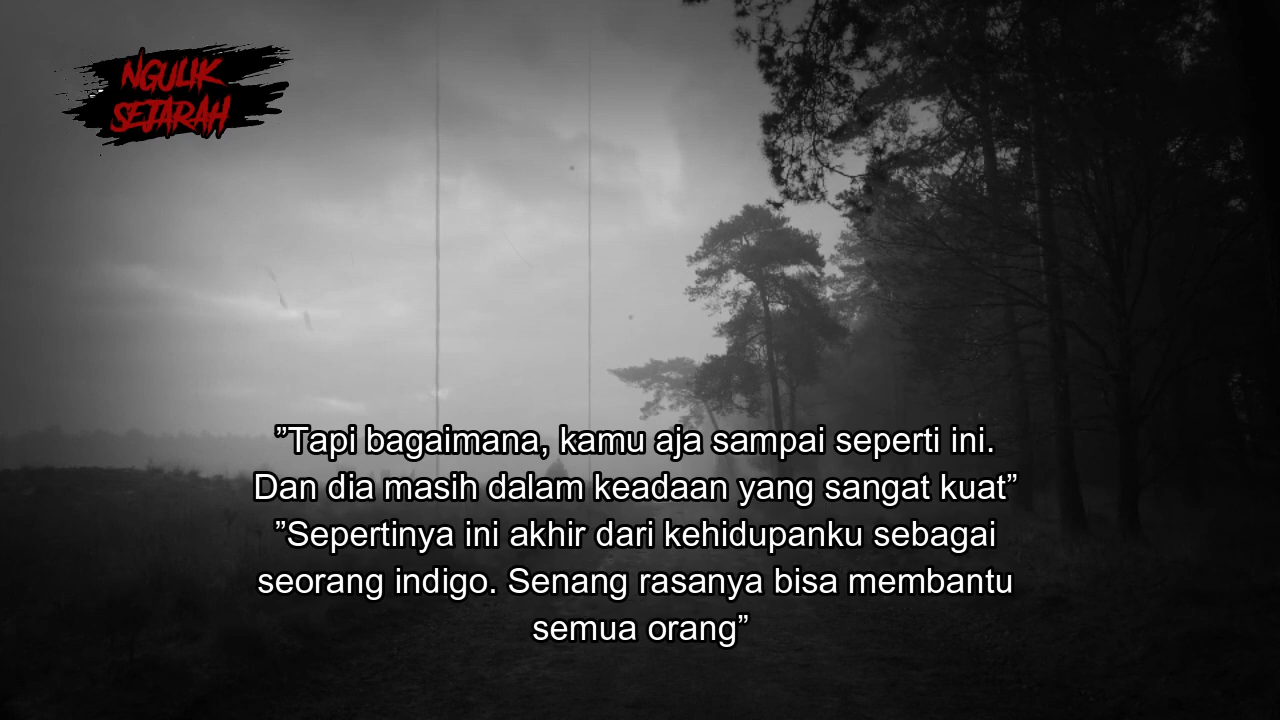 NGULIK
SEJARAH
”Tapi bagaimana, kamu aja sampai seperti ini.
Dan dia masih dalam keadaan yang sangat kuat”
”Sepertinya ini akhir dari kehidupanku sebagai
seorang indigo. Senang rasanya bisa membantu
semua orang”